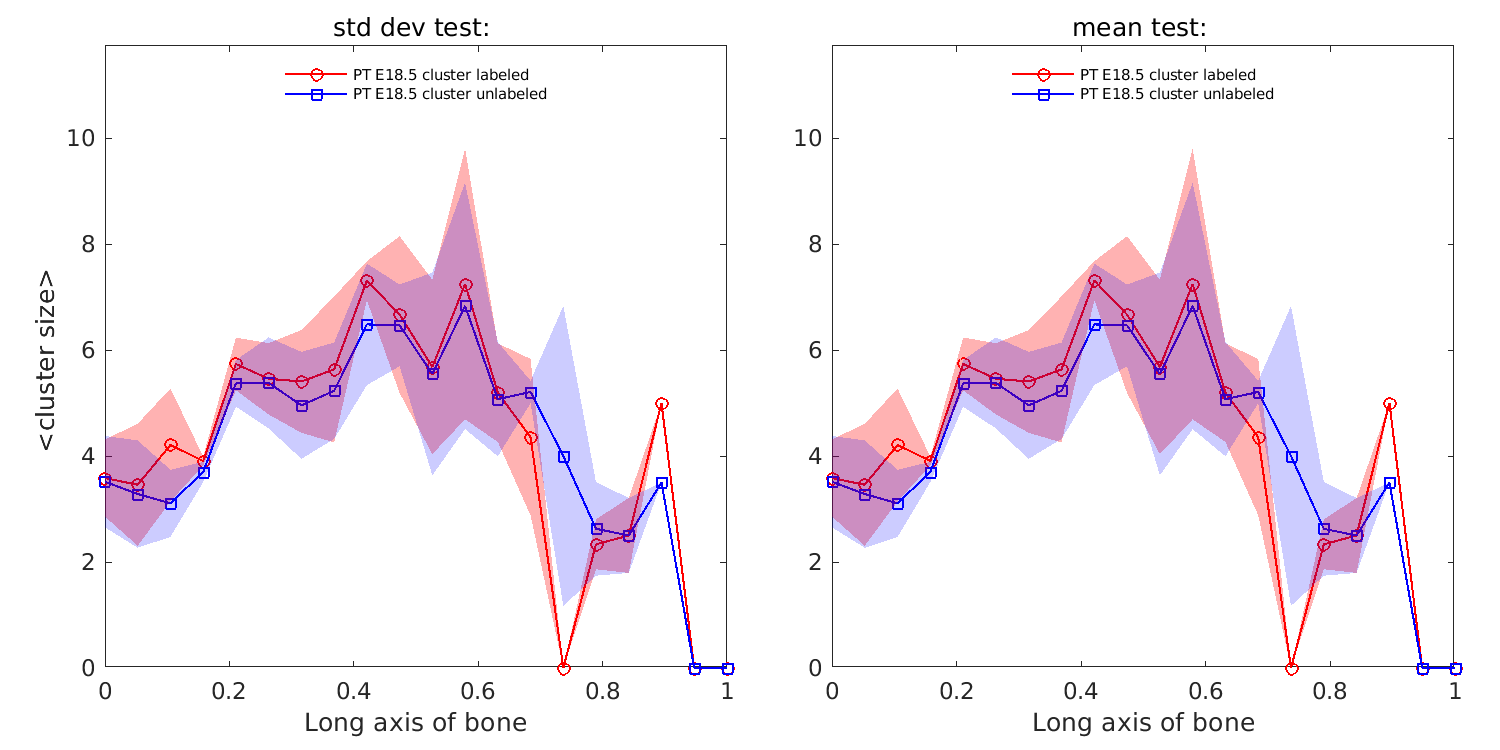 std dev test:
PT E18.5 cluster labeled
PT E18.5 cluster unlabeled
<cluster size>
10
8
6
4
2
0
0 0.2 0.4 0.6 0.8 1
Long axis of bone
mean test:
PT E18.5 cluster labeled
PT E18.5 cluster unlabeled
10
8
6
4
2
0
0 0.2 0.4 0.6 0.8 1
Long axis of bone